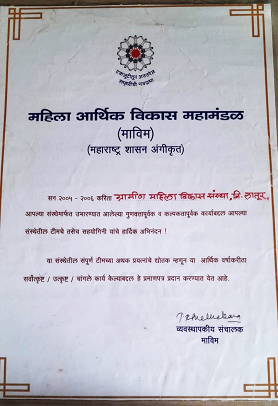 महिला आर्थिक विकास महामंडळ
(माविम)
(महाराष्ट्र शासन अंगीकृत)
सन २००५ - २००६ करिता ग्रामीण महिला विकास संस्था, जि. लातूर,
आपल्या संस्थेमार्फत उभारण्यात आलेल्या गुणवत्तापूर्वक व कल्पकतापूर्वक कार्याबद्दल आपल्या
संस्थेतील टीमचे तसेच सहयोगिनी यांचे हार्दिक अभिनंदन !
या संस्थेतील संपूर्ण टीमच्या अथक प्रयत्नांचे द्योतक म्हणून या आर्थिक वर्षाकरीता
सर्वोत्कृष्ट / उत्कृष्ट / चांगले कार्य केल्याबद्दल हे प्रमाणपत्र प्रदान करण्यात येत आहे.
व्यवस्थापकीय संचालक
माविम